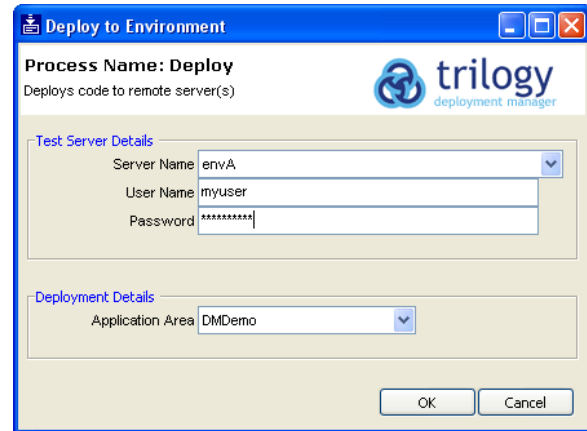 Deploy to Environment
Process Name: Deploy
Deploys code to remote server(s)
trilogy
deployment manager
Test Server Details
Server Name envA
User Name myuser
Password **********
Deployment Details
Application Area DMDemo
OK Cancel